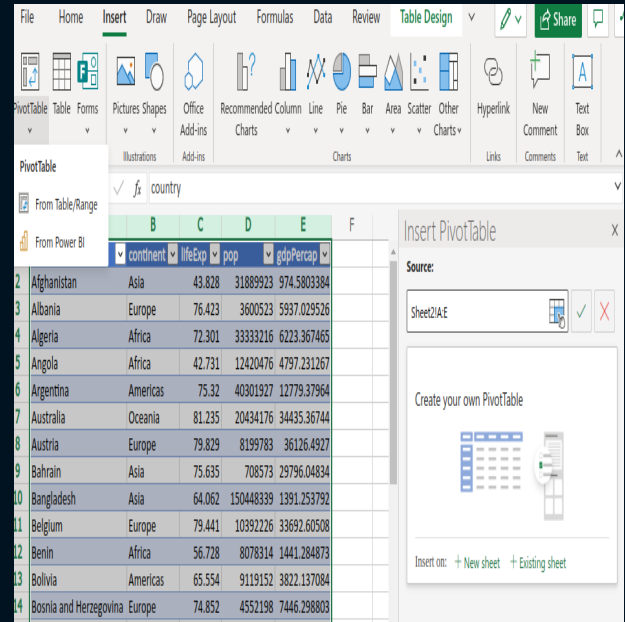 File Home Insert Draw Page Layout Formulas Data Review Table Design Share
PivotTable Table Forms Pictures Shapes Office Add-ins Recommended Charts Column Line Pie Bar Area Scatter Other Charts Hyperlink New Comment Text Box
Illustrations Add-ins Charts Links Comments Text
PivotTable
From Table/Range
From Power BI
fx country
B C D E F
continent lifeExp pop gdpPercap
2 Afghanistan Asia 43.828 31889923 974.5803384
3 Albania Europe 76.423 3600523 5937.029526
4 Algeria Africa 72.301 33333216 6223.367465
5 Angola Africa 42.731 12420476 4797.231267
6 Argentina Americas 75.32 40301927 12779.37964
7 Australia Oceania 81.235 20434176 34435.36744
8 Austria Europe 79.829 8199783 36126.4927
9 Bahrain Asia 75.635 708573 29796.04834
10 Bangladesh Asia 64.062 150448339 1391.253792
11 Belgium Europe 79.441 10392226 33692.60508
12 Benin Africa 56.728 8078314 1441.284873
13 Bolivia Americas 65.554 9119152 3822.137084
14 Bosnia and Herzegovina Europe 74.852 4552198 7446.298803
Insert PivotTable
Source:
Sheet2!A:E
Create your own PivotTable
Insert on: + New sheet + Existing sheet